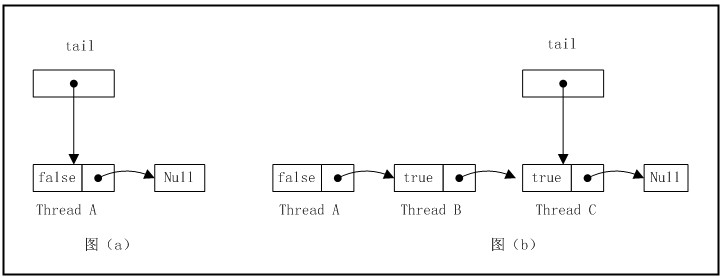 tail
false
Null
Thread A
图（a）
tail
false
true
true
Null
Thread A
Thread B
Thread C
图（b）